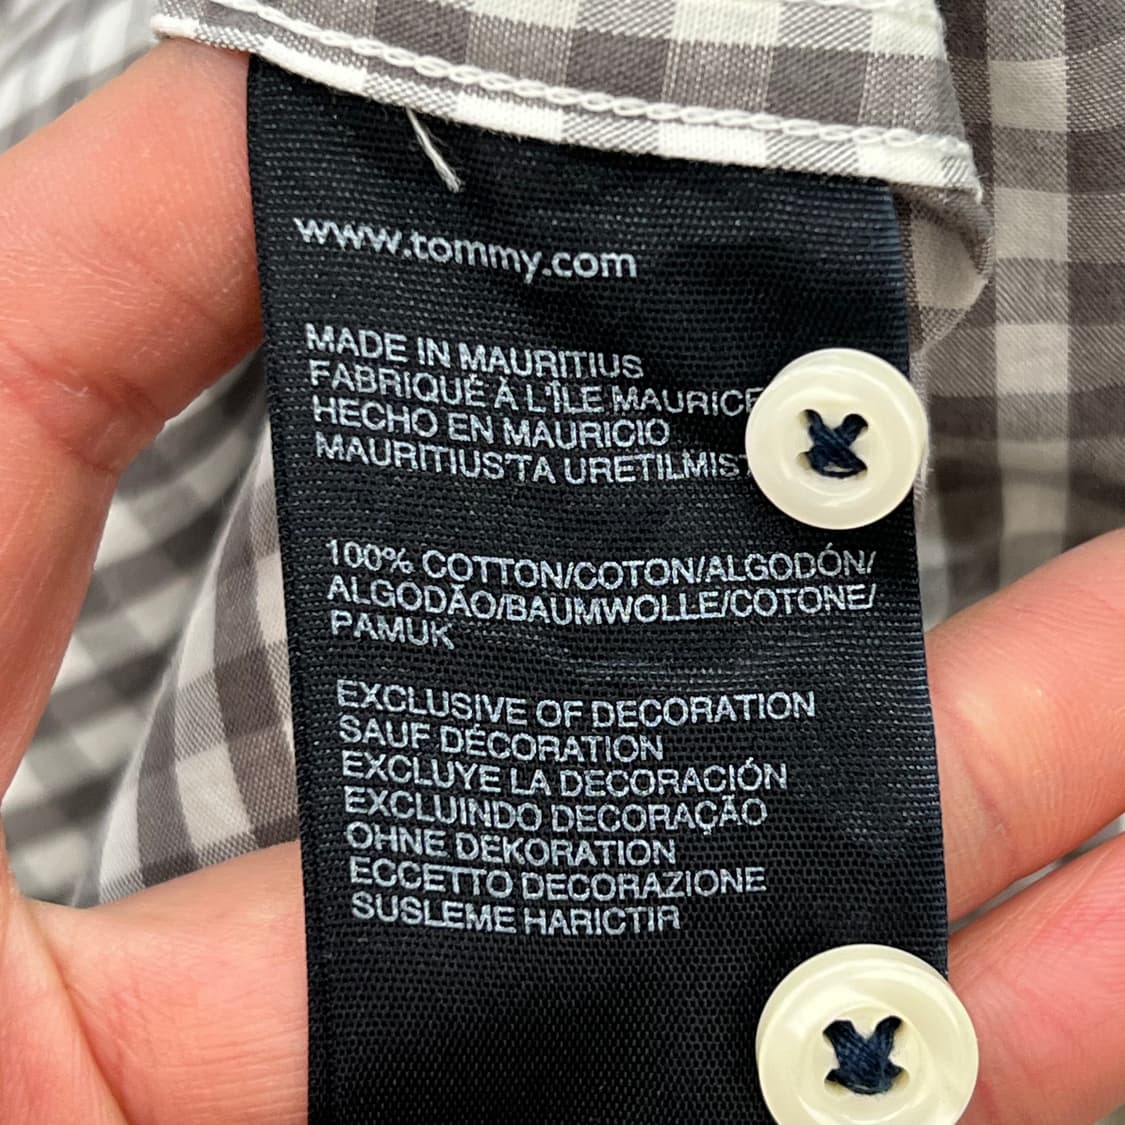 www.tommy.com
MADE IN MAURITIUS
FABRIQUÉ À L'ÎLE MAURICE
HECHO EN MAURICIO
MAURITIUS'TA
100% COTTON/COTON/ALGODÓN/
ALGODÃO/BAUMWOLLE/COTONE/
PAMUK
EXCLUSIVE OF DECORATION
SAUF DÉCORATION
EXCLUYE LA DECORACIÓN
EXCLUINDO DECORAÇÃO
OHNE DEKORATION
ECCETTO DECORAZIONE
SUSLEME HARICTIR